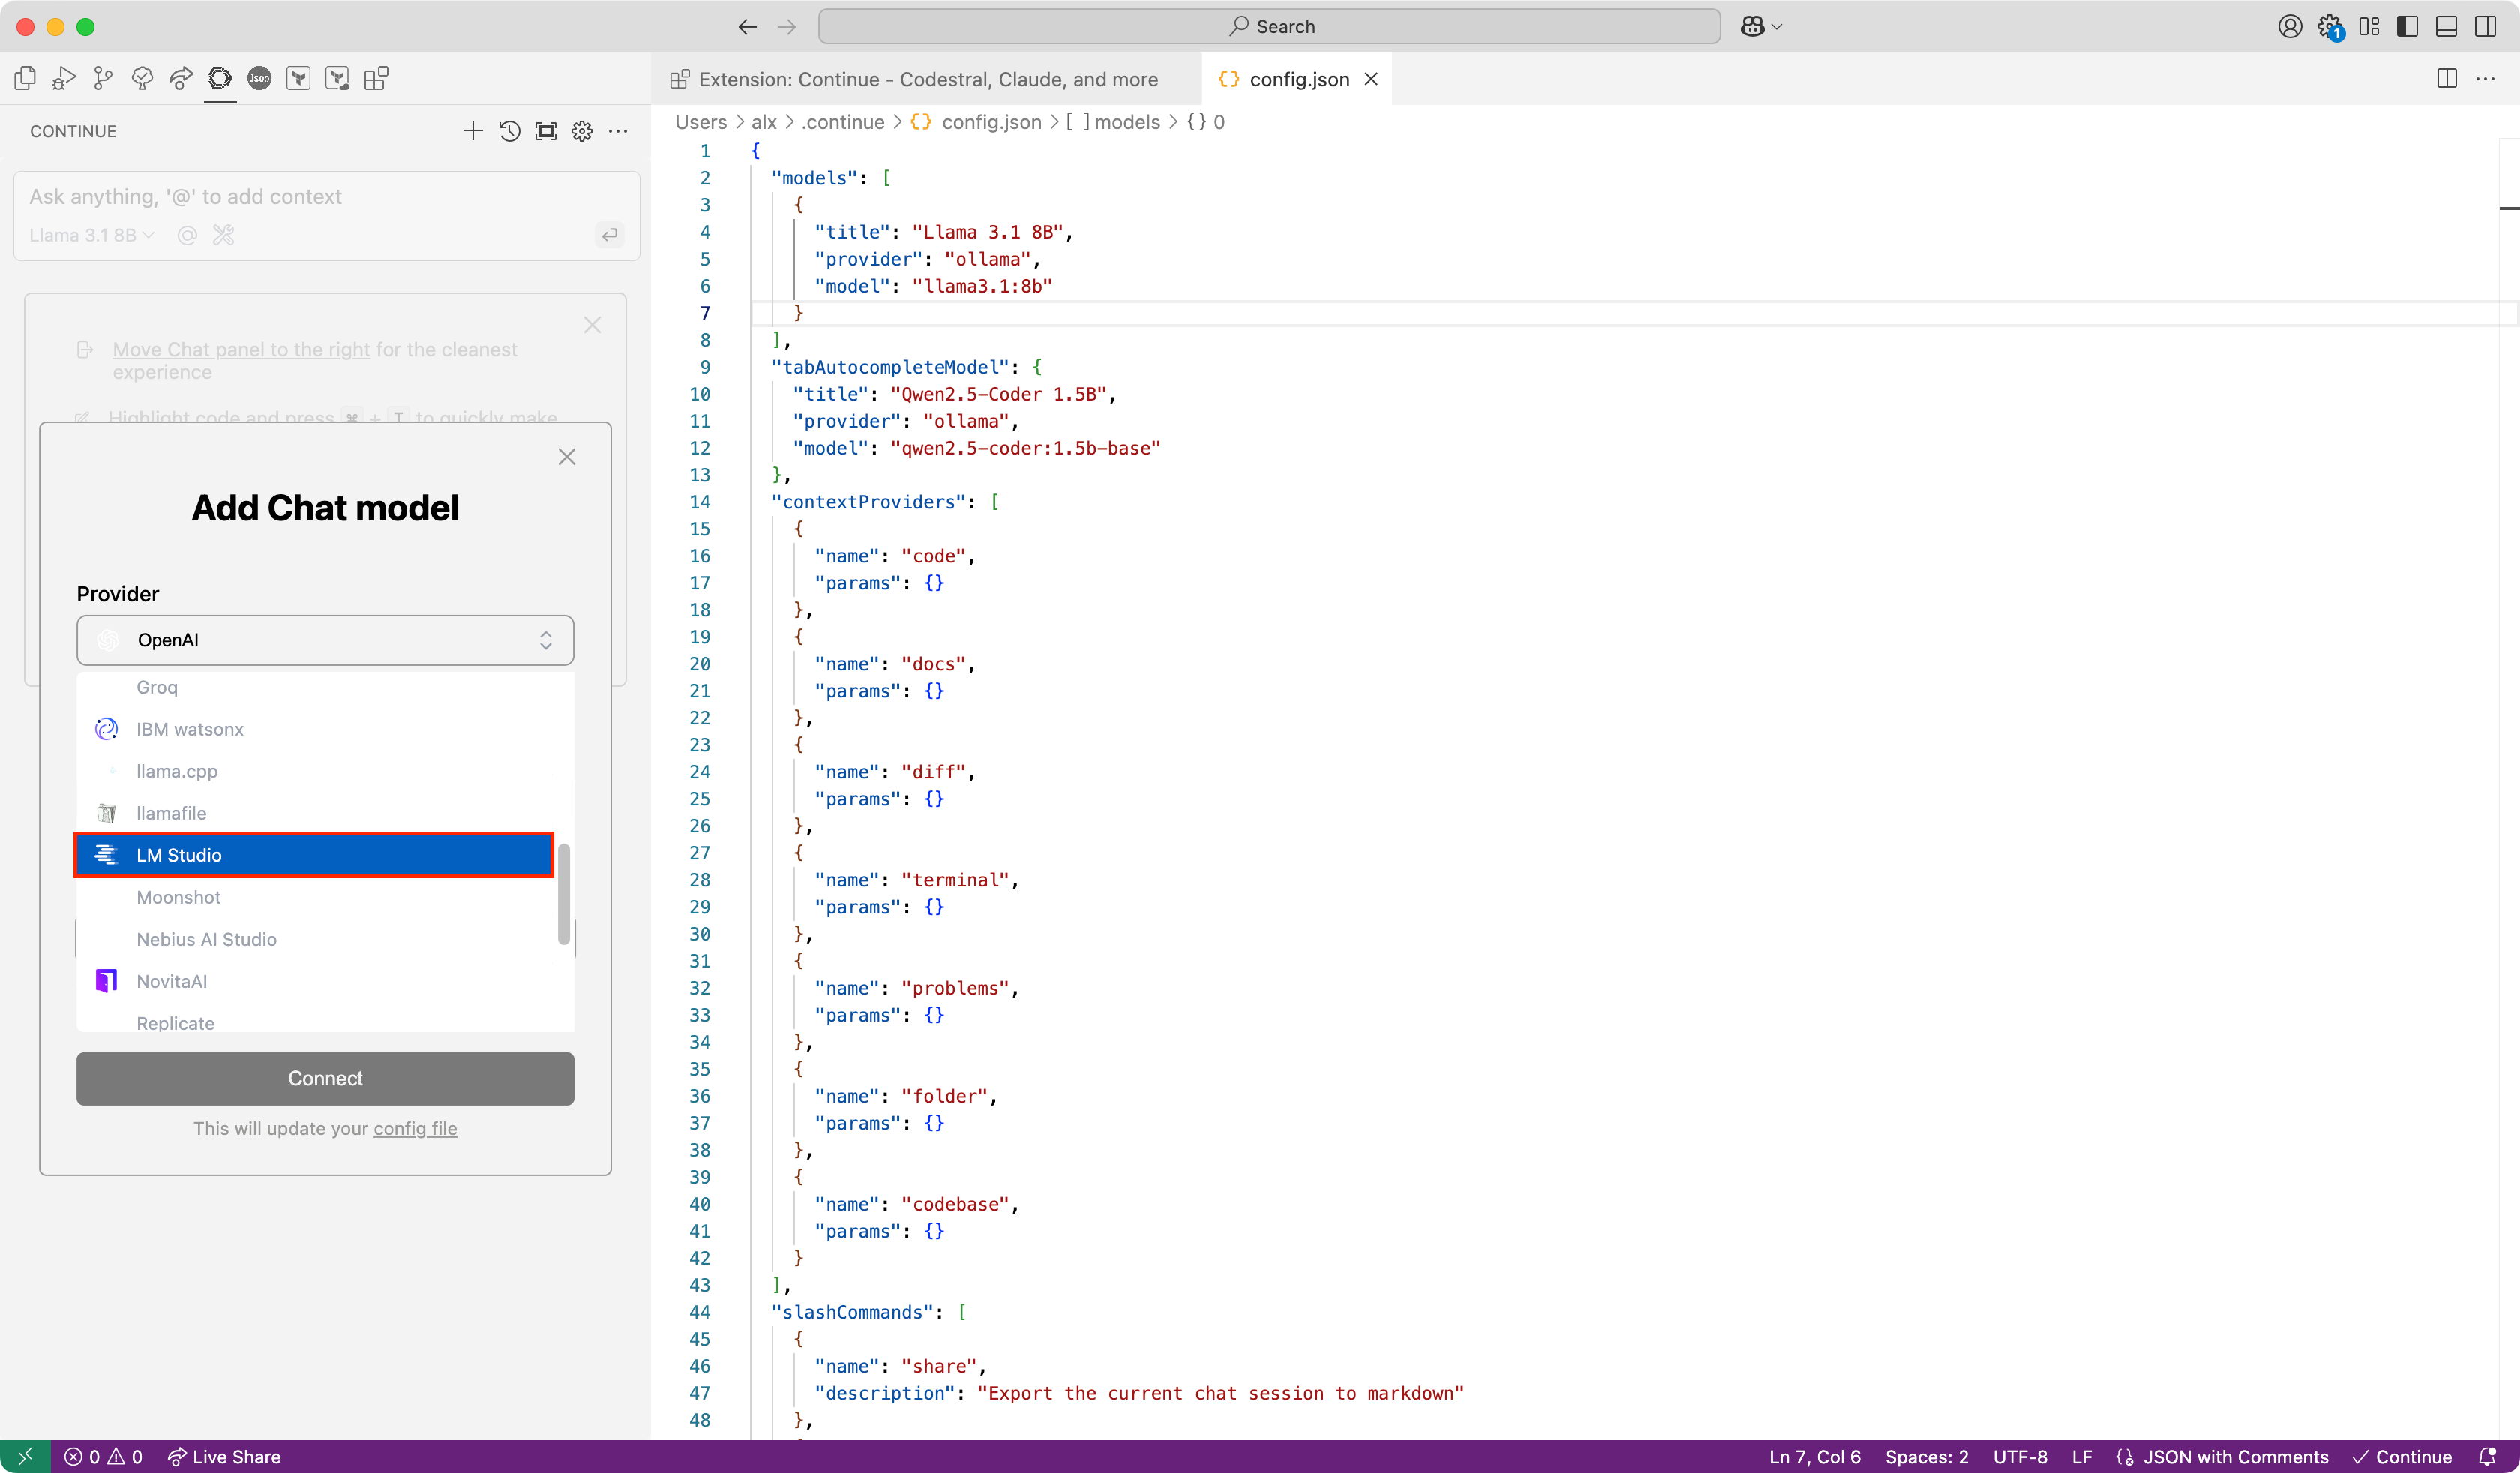 Search
1
Json
Extension: Continue - Codestral, Claude, and more
config.json
CONTINUE
Users > alx > .continue > {} config.json > [ ] models > {} 0
Ask anything, '@' to add context
Llama 3.1 8B
Move Chat panel to the right for the cleanest
experience
Highlight code and press ⌘ + I to quickly make
Add Chat model
Provider
OpenAI
Groq
IBM watsonx
llama.cpp
llamafile
LM Studio
Moonshot
Nebius AI Studio
NovitaAI
Replicate
Connect
This will update your config file
1 {
2 "models": [
3 {
4 "title": "Llama 3.1 8B",
5 "provider": "ollama",
6 "model": "llama3.1:8b"
7 }
8 ],
9 "tabAutocompleteModel": {
10 "title": "Qwen2.5-Coder 1.5B",
11 "provider": "ollama",
12 "model": "qwen2.5-coder:1.5b-base"
13 },
14 "contextProviders": [
15 {
16 "name": "code",
17 "params": {}
18 },
19 {
20 "name": "docs",
21 "params": {}
22 },
23 {
24 "name": "diff",
25 "params": {}
26 },
27 {
28 "name": "terminal",
29 "params": {}
30 },
31 {
32 "name": "problems",
33 "params": {}
34 },
35 {
36 "name": "folder",
37 "params": {}
38 },
39 {
40 "name": "codebase",
41 "params": {}
42 }
43 ],
44 "slashCommands": [
45 {
46 "name": "share",
47 "description": "Export the current chat session to markdown"
48 },
0 0 Live Share
Ln 7, Col 6 Spaces: 2 UTF-8 LF JSON with Comments Continue